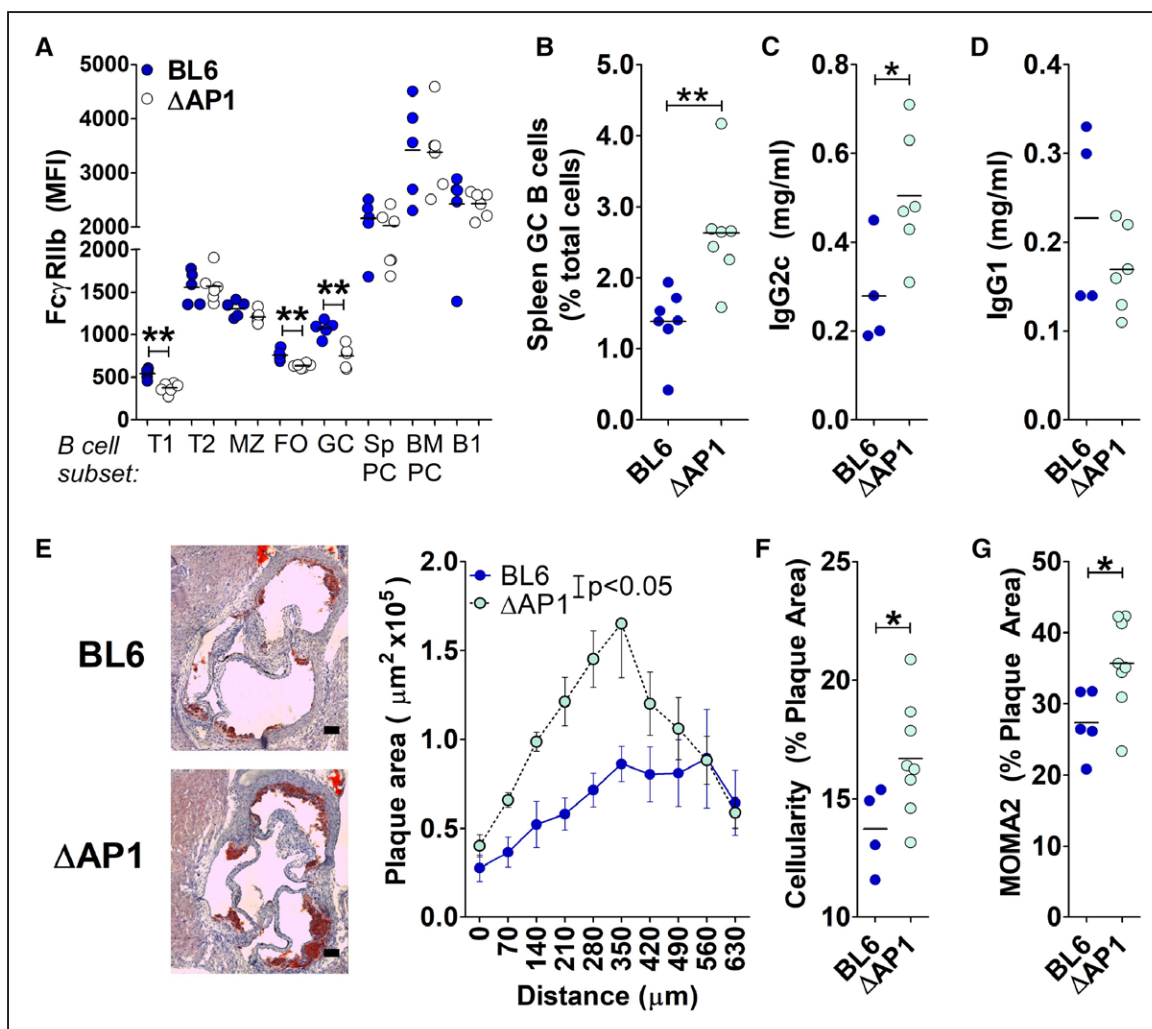 A
FcγRIIb (MFI)
5000
4000
3000
2000
2000
1500
1000
500
0
BL6
ΔAP1
**
**
**
B cell
subset:
T1 T2 MZ FO GC Sp BM B1
PC PC
B
Spleen GC B cells
(% total cells)
5.0
4.0
3.0
2.0
1.0
0.0
**
BL6
ΔAP1
C
IgG2c (mg/ml)
0.8
0.6
0.4
0.2
0.0
*
BL6
ΔAP1
D
IgG1 (mg/ml)
0.4
0.3
0.2
0.1
0.0
BL6
ΔAP1
E
BL6
ΔAP1
Plaque area ( μm² x10⁵)
2.0
1.5
1.0
0.5
0.0
BL6
ΔAP1
p<0.05
0 70 140 210 280 350 420 490 560 630
Distance (μm)
F
Cellularity (% Plaque Area)
25
20
15
10
*
BL6
ΔAP1
G
MOMA2 (% Plaque Area)
50
40
30
20
10
0
*
BL6
ΔAP1